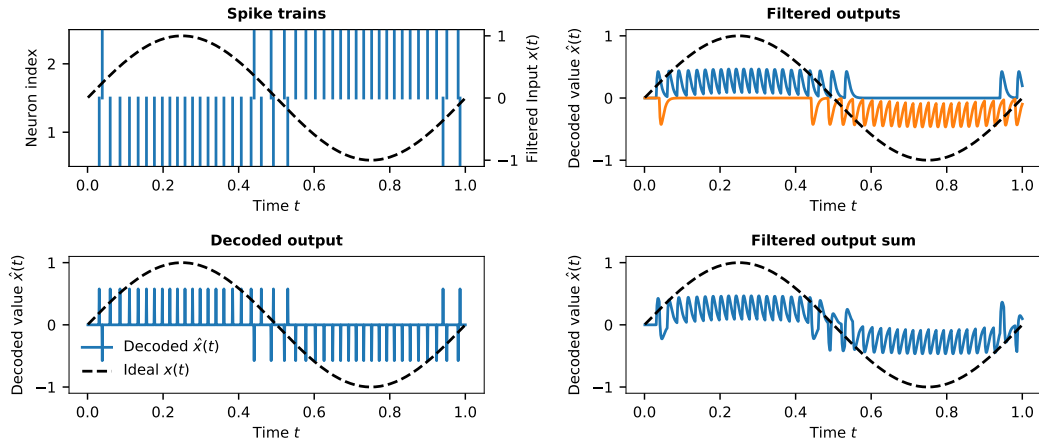 Spike trains
Neuron index
2
1
Filtered Input x(t)
1
0
−1
0.0 0.2 0.4 0.6 0.8 1.0
Time t
Filtered outputs
Decoded value x̂(t)
1
0
−1
0.0 0.2 0.4 0.6 0.8 1.0
Time t
Decoded output
Decoded value x̂(t)
1
0
−1
Decoded x̂(t)
Ideal x(t)
0.0 0.2 0.4 0.6 0.8 1.0
Time t
Filtered output sum
Decoded value x̂(t)
1
0
−1
0.0 0.2 0.4 0.6 0.8 1.0
Time t